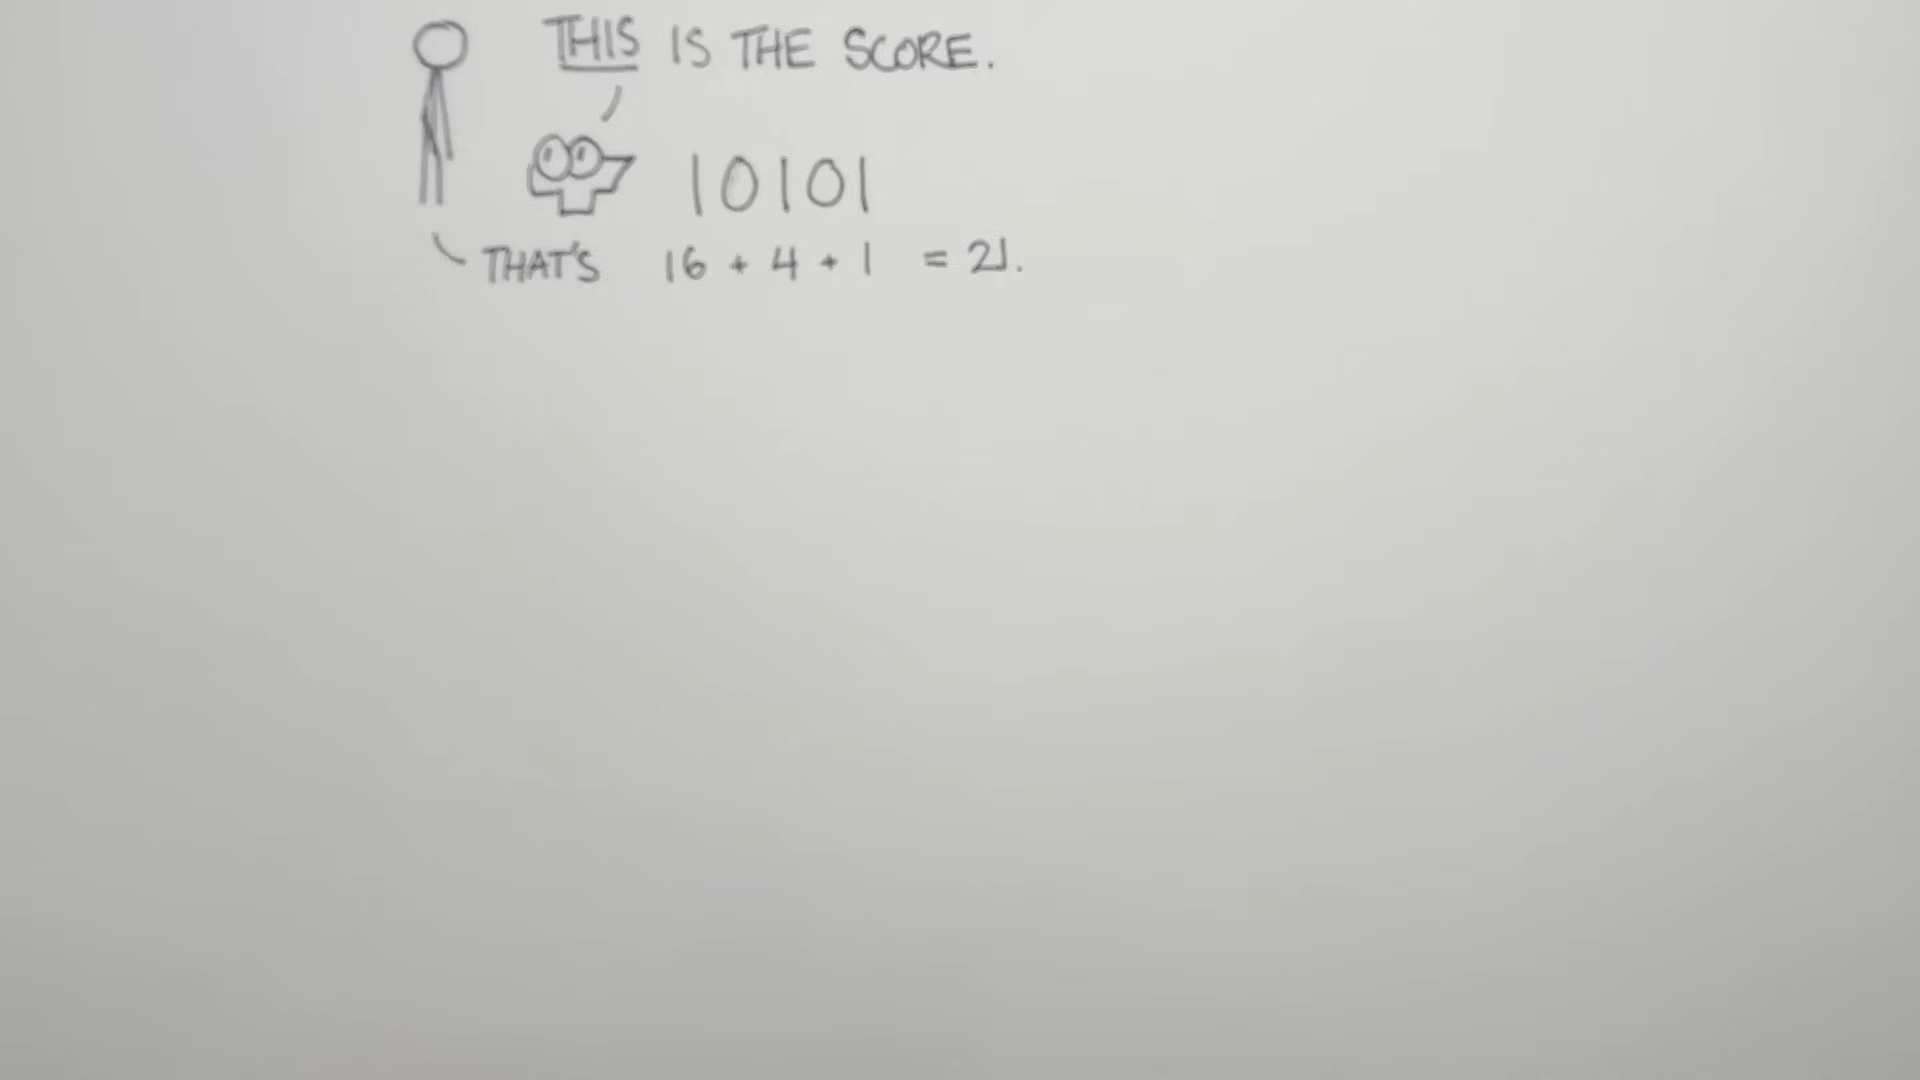 THIS IS THE SCORE.
10101
THAT'S 16 + 4 + 1 = 21.